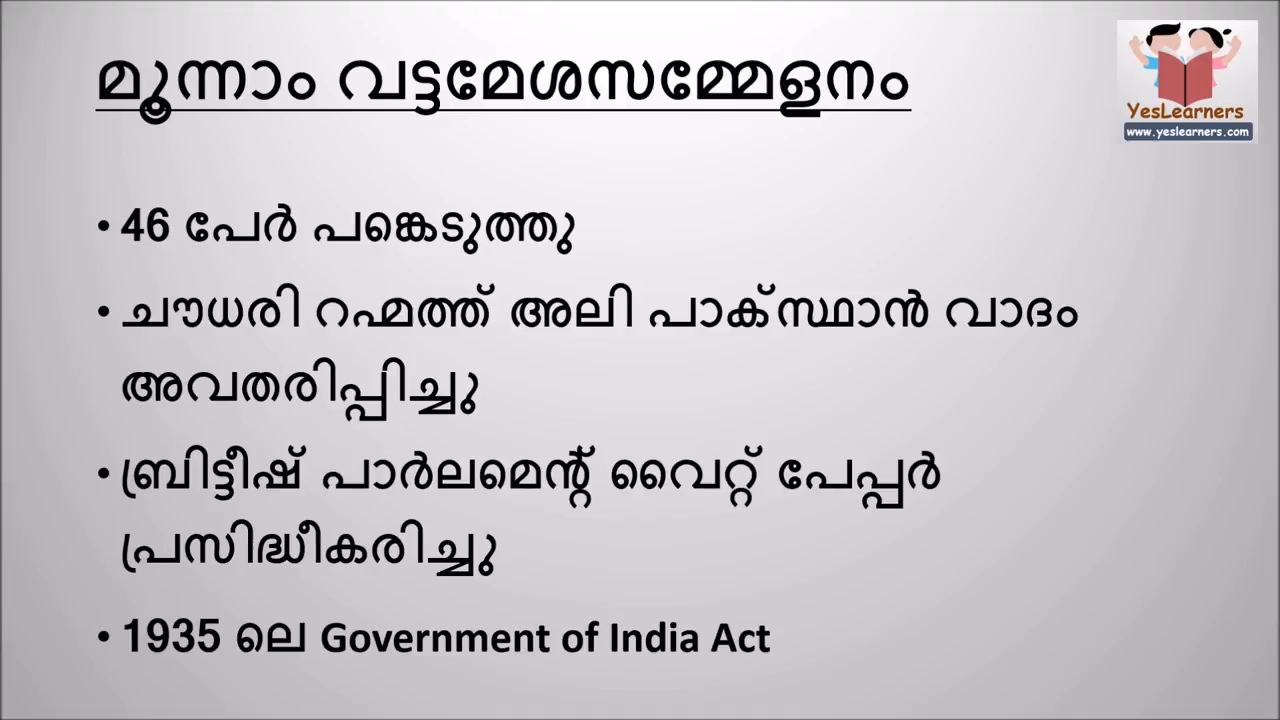 മൂന്നാം വട്ടമേശസമ്മേളനം
YesLearners
www.yeslearners.com
• 46 പേർ പങ്കെടുത്തു
• ചൗധരി റഹ്മത്ത് അലി പാക്സ്ഥാൻ വാദം
അവതരിപ്പിച്ചു
• ബ്രിട്ടീഷ് പാർലമെന്റ് വൈറ്റ് പേപ്പർ
പ്രസിദ്ധീകരിച്ചു
• 1935 ലെ Government of India Act